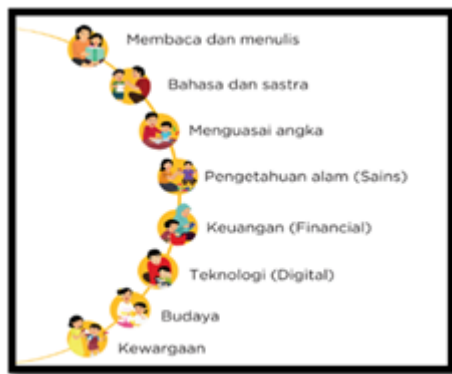 Membaca dan menulis
Bahasa dan sastra
Menguasai angka
Pengetahuan alam (Sains)
Keuangan (Financial)
Teknologi (Digital)
Budaya
Kewargaan